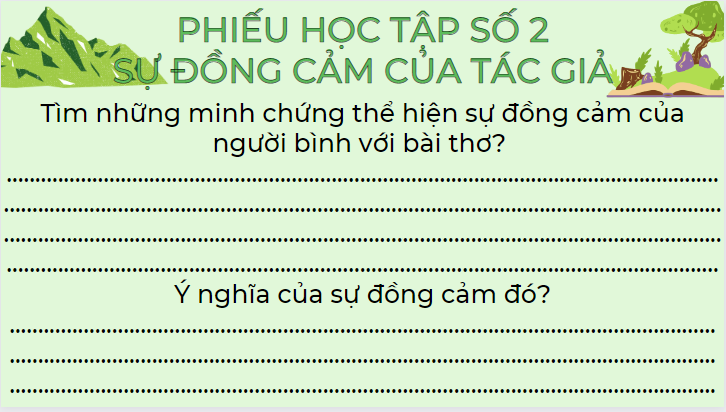 PHIẾU HỌC TẬP SỐ 2
SỰ ĐỒNG CẢM CỦA TÁC GIẢ
Tìm những minh chứng thể hiện sự đồng cảm của
người bình với bài thơ?
Ý nghĩa của sự đồng cảm đó?